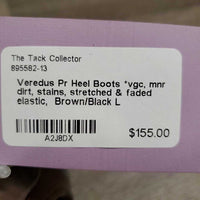 The Tack Collector
895582-13
Veredus Pr Heel Boots *vgc, mnr
dirt, stains, stretched & faded
elastic, Brown/Black L
A2J8DX
$155.00